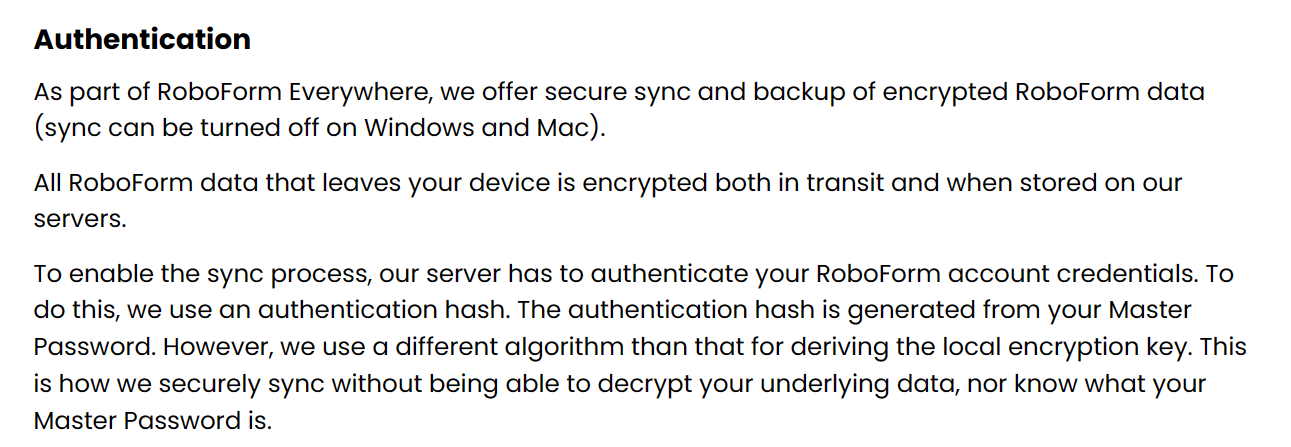 Authentication
As part of RoboForm Everywhere, we offer secure sync and backup of encrypted RoboForm data
(sync can be turned off on Windows and Mac).
All RoboForm data that leaves your device is encrypted both in transit and when stored on our
servers.
To enable the sync process, our server has to authenticate your RoboForm account credentials. To
do this, we use an authentication hash. The authentication hash is generated from your Master
Password. However, we use a different algorithm than that for deriving the local encryption key. This
is how we securely sync without being able to decrypt your underlying data, nor know what your
Master Password is.